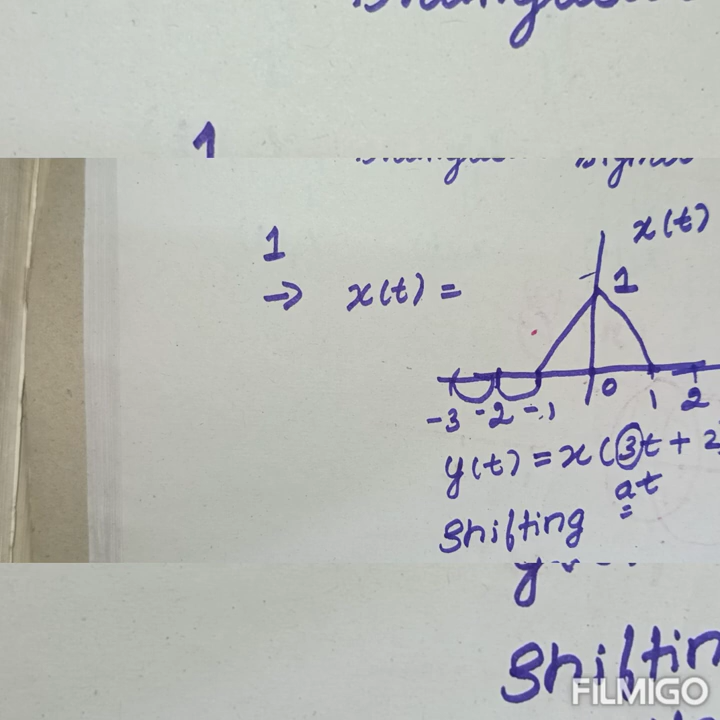 1
x(t)
→ x(t) =
1
-3 -2 -1 0 1 2
y(t) = x(3t + 2
at
=
Shifting
Shiftin
FILMIGO